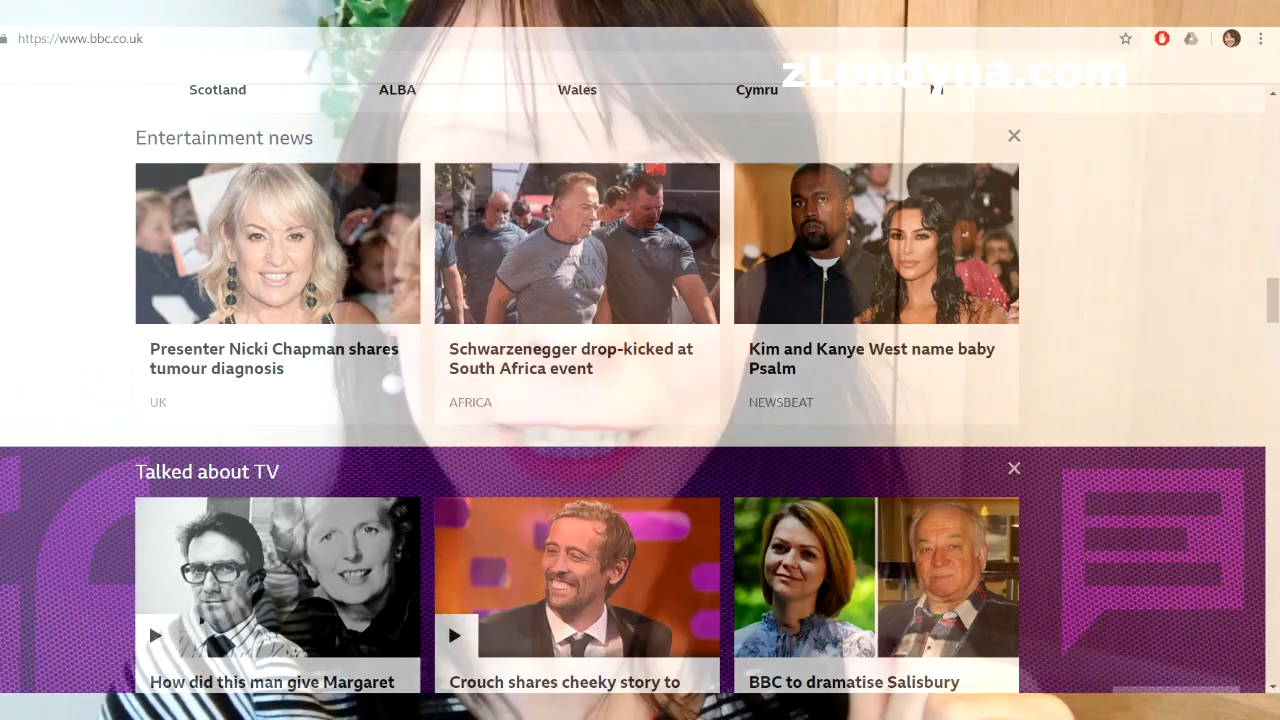 https://www.bbc.co.uk
zLondyna.com
Scotland ALBA Wales Cymru
Entertainment news
Presenter Nicki Chapman shares
tumour diagnosis
UK
Schwarzenegger drop-kicked at
South Africa event
AFRICA
Kim and Kanye West name baby
Psalm
NEWSBEAT
Talked about TV
How did this man give Margaret
Crouch shares cheeky story to
BBC to dramatise Salisbury